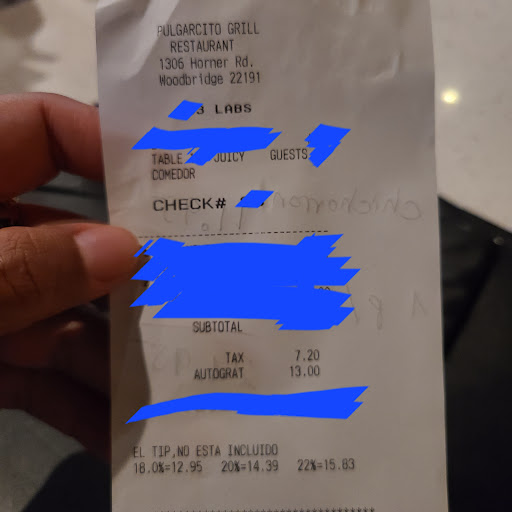 PULGARCITO GRILL
RESTAURANT
1306 Horner Rd.
Woodbridge 22191
LABS
TABLE JUICY GUESTS
COMEDOR
CHECK#
SUBTOTAL
TAX 7.20
AUTOGRAT 13.00
EL TIP,NO ESTA INCLUIDO
18.0%=12.95 20%=14.39 22%=15.83